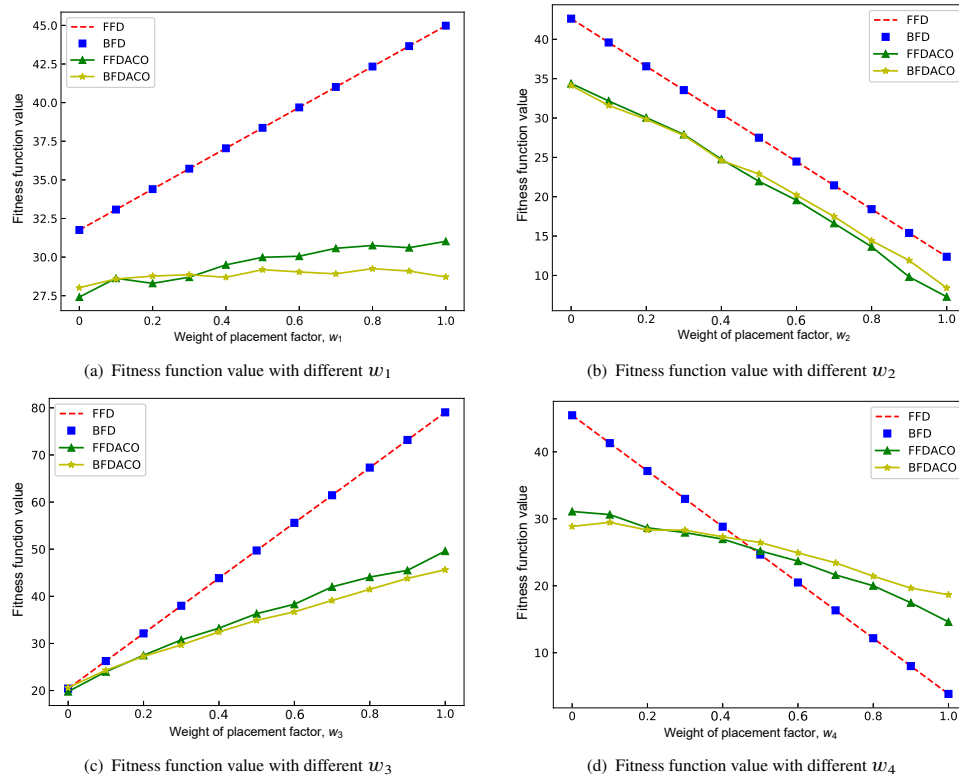 45.0
42.5
40.0
37.5
35.0
32.5
30.0
27.5
Fitness function value
FFD
BFD
FFDACO
BFDACO
0 0.2 0.4 0.6 0.8 1.0
Weight of placement factor, w1
(a) Fitness function value with different w1
40
35
30
25
20
15
10
Fitness function value
FFD
BFD
FFDACO
BFDACO
0 0.2 0.4 0.6 0.8 1.0
Weight of placement factor, w2
(b) Fitness function value with different w2
80
70
60
50
40
30
20
Fitness function value
FFD
BFD
FFDACO
BFDACO
0 0.2 0.4 0.6 0.8 1.0
Weight of placement factor, w3
(c) Fitness function value with different w3
40
30
20
10
Fitness function value
FFD
BFD
FFDACO
BFDACO
0 0.2 0.4 0.6 0.8 1.0
Weight of placement factor, w4
(d) Fitness function value with different w4